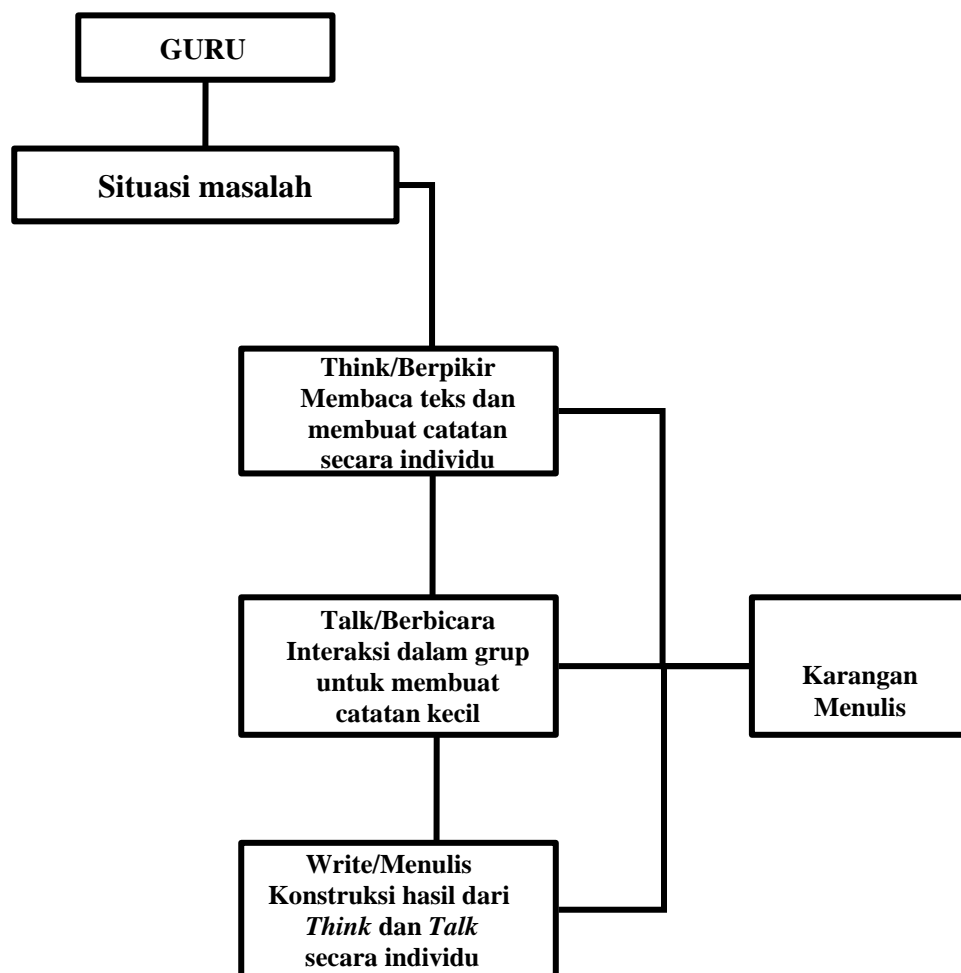 GURU
Situasi masalah
Think/Berpikir
Membaca teks dan
membuat catatan
secara individu
Talk/Berbicara
Interaksi dalam grup
untuk membuat
catatan kecil
Karangan
Menulis
Write/Menulis
Konstruksi hasil dari
Think dan Talk
secara individu